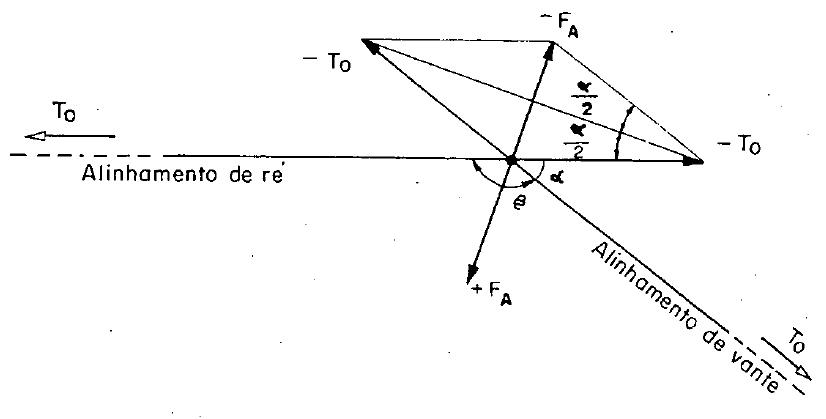 − F_A
− T_O
α/2
T_O
α/2
− T_O
Alinhamento de ré
α
e
+ F_A
Alinhamento de vante
T_O